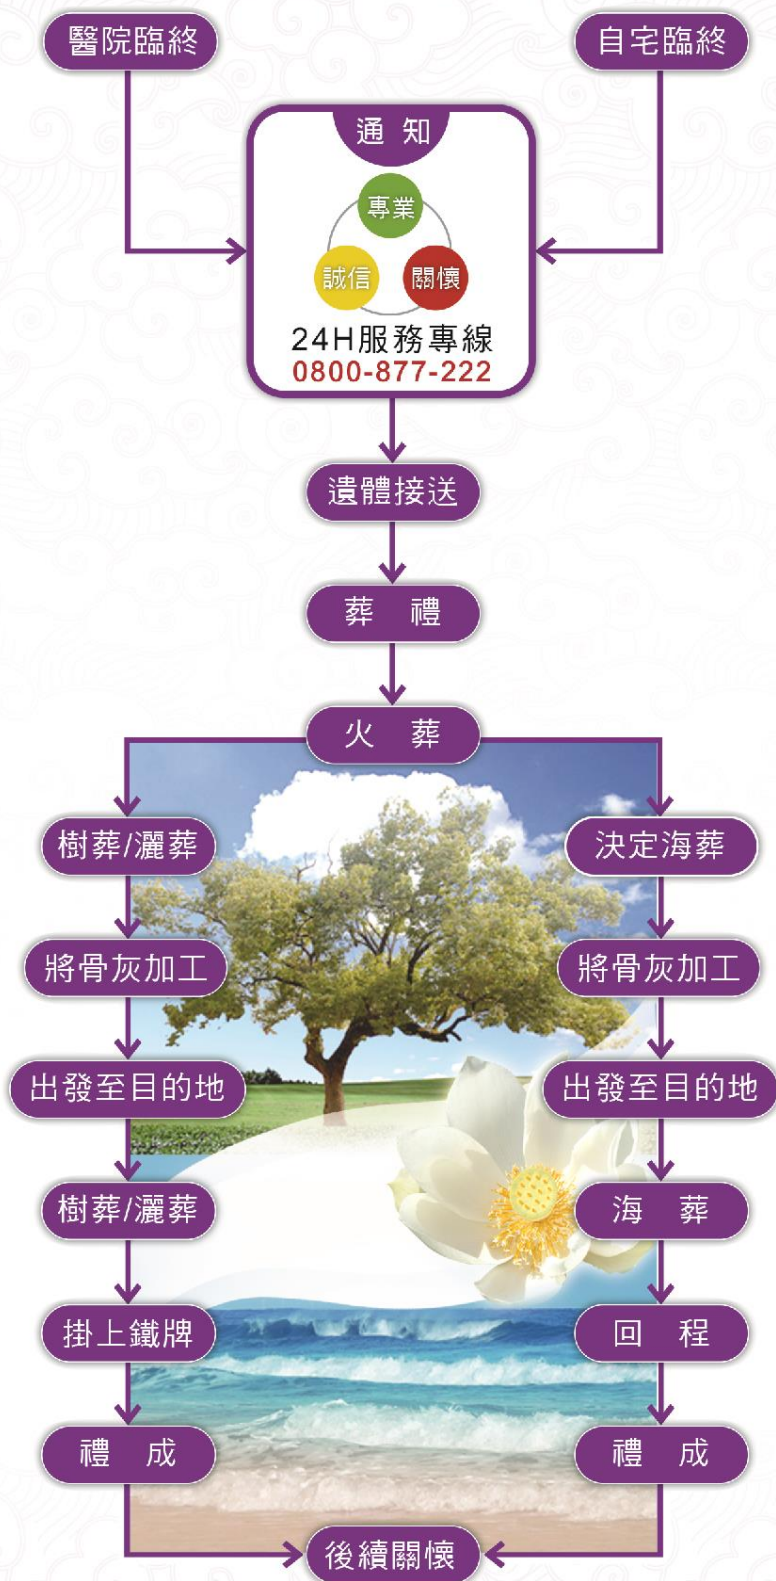 醫院臨終
自宅臨終
通知
專業
誠信
關懷
24H服務專線
0800-877-222
遺體接送
葬禮
火葬
樹葬/灑葬
決定海葬
將骨灰加工
將骨灰加工
出發至目的地
出發至目的地
樹葬/灑葬
海葬
掛上鐵牌
回程
禮成
禮成
後續關懷